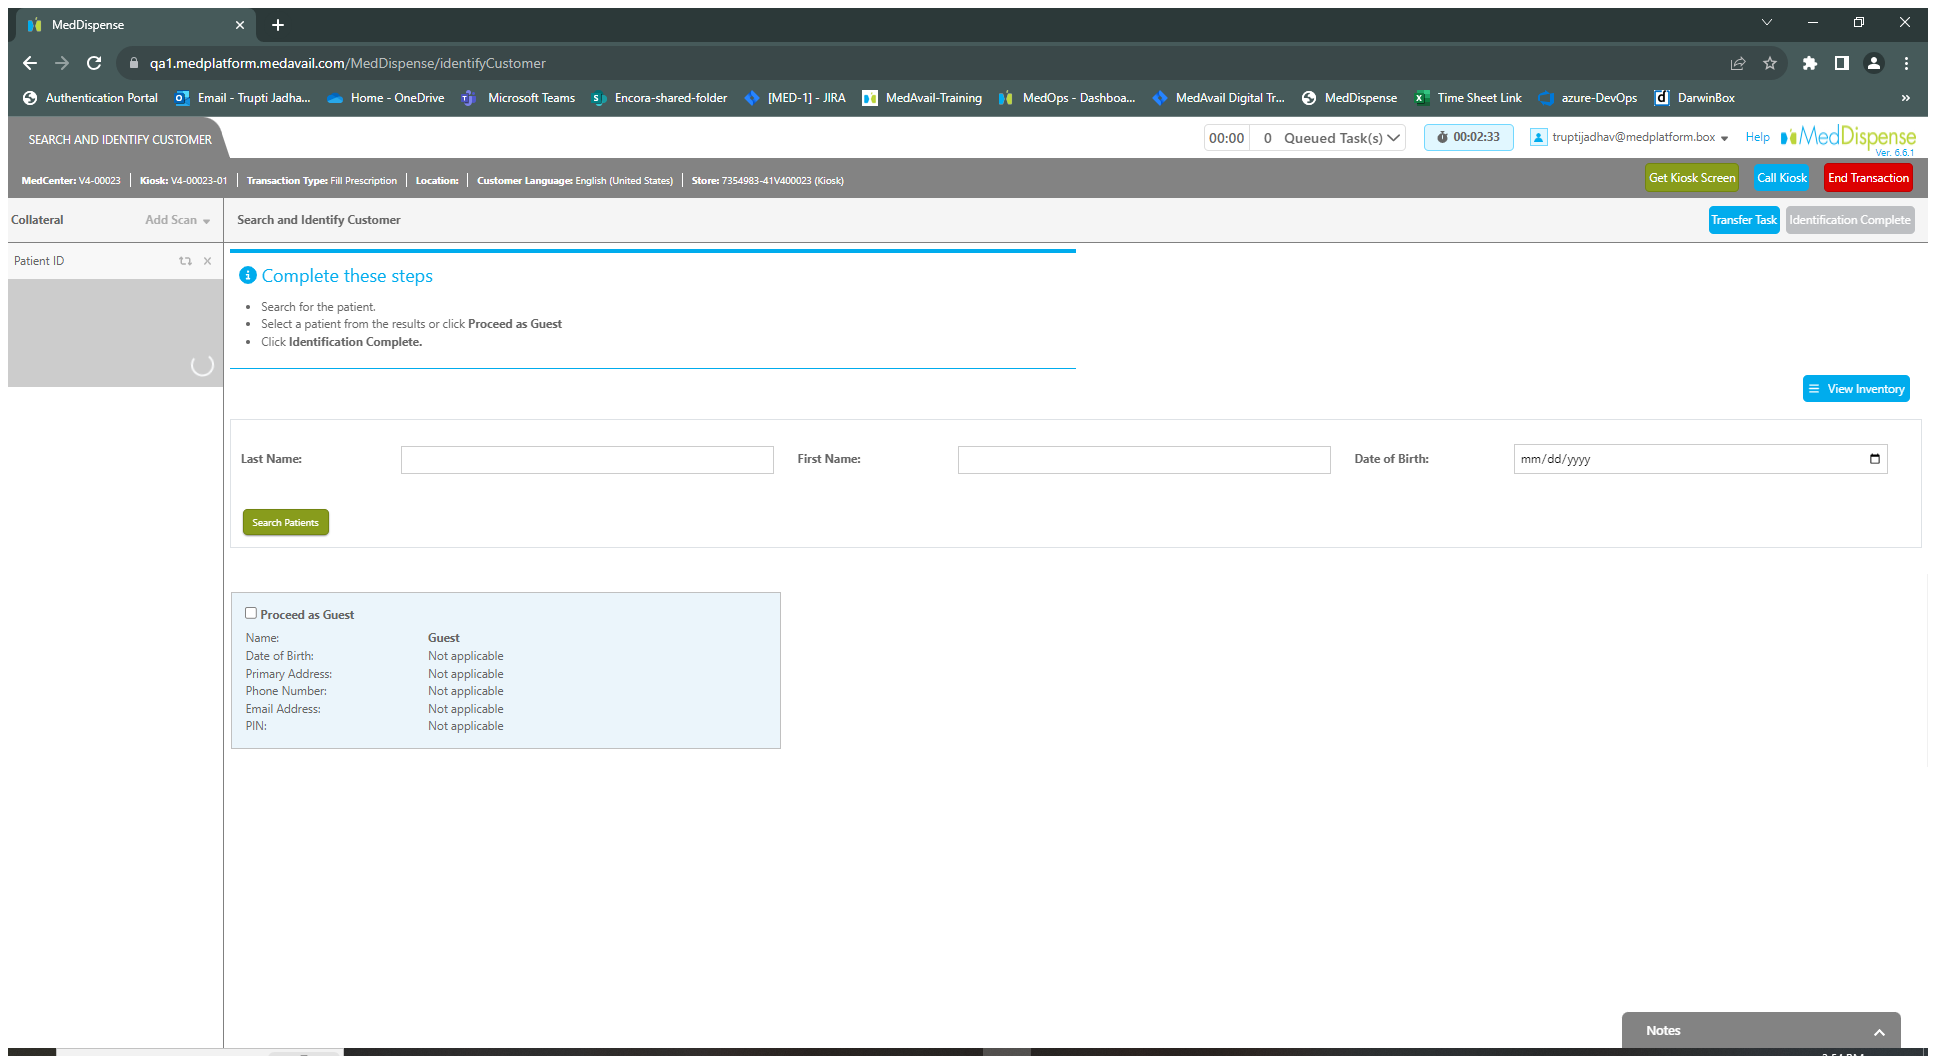 MedDispense
qa1.medplatform.medavail.com/MedDispense/identifyCustomer
Authentication Portal Email - Trupti Jadha... Home - OneDrive Microsoft Teams Encora-shared-folder [MED-1] - JIRA MedAvail-Training MedOps - Dashboa... MedAvail Digital Tr... MedDispense Time Sheet Link azure-DevOps DarwinBox »
SEARCH AND IDENTIFY CUSTOMER 00:00 0 Queued Task(s) 00:02:33 truptijadhav@medplatform.box Help MedDispense
Ver. 6.6.1
MedCenter: V4-00023 Kiosk: V4-00023-01 Transaction Type: Fill Prescription Location: Customer Language: English (United States) Store: 7354983-41V400023 (Kiosk) Get Kiosk Screen Call Kiosk End Transaction
Collateral Add Scan Search and Identify Customer Transfer Task Identification Complete
Patient ID
Complete these steps
• Search for the patient.
• Select a patient from the results or click Proceed as Guest
• Click Identification Complete.
View Inventory
Last Name: First Name: Date of Birth: mm/dd/yyyy
Search Patients
Proceed as Guest
Name: Guest
Date of Birth: Not applicable
Primary Address: Not applicable
Phone Number: Not applicable
Email Address: Not applicable
PIN: Not applicable
Notes